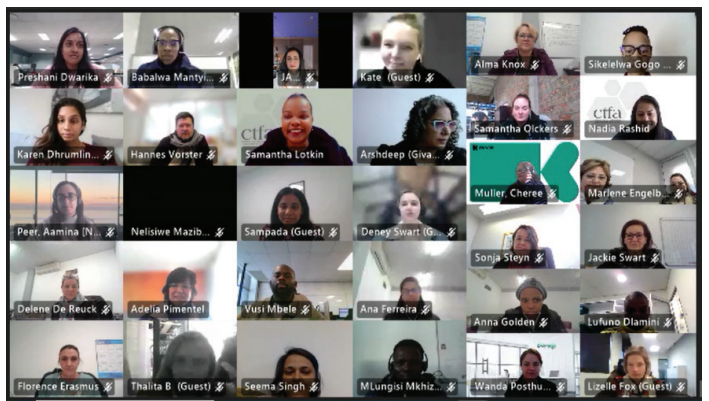 Preshani Dwarika
Babalwa Mantyi...
JA...
Kate (Guest)
Alma Knox
Sikelelwa Gogo ...
Karen Dhrumlin...
Hannes Vorster
ctfa
Samantha Lotkin
Arshdeep (Giva...
Samantha Olckers
ctfa
Nadia Rashid
Peer, Aamina [N...
Nelisiwe Mazib...
Sampada (Guest)
Deney Swart (G...
Muller, Cheree
Marlene Engelb...
Sonja Steyn
Jackie Swart
Delene De Reuck
Adelia Pimentel
Vusi Mbele
Ana Ferreira
Anna Golden
Lufuno Dlamini
Florence Erasmus
Thalita B (Guest)
Seema Singh
MLungisi Mkhiz...
Wanda Posthu...
Lizelle Fox (Guest)